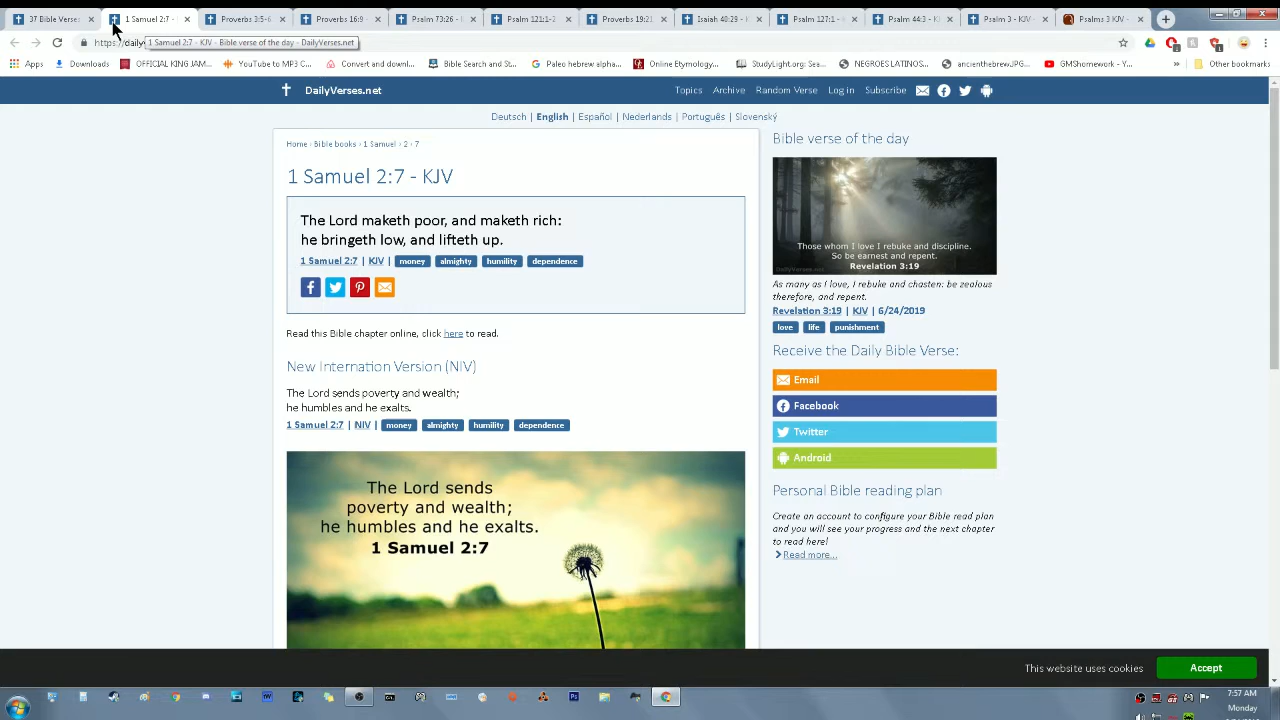 37 Bible Verses
1 Samuel 2:7 -
Proverbs 3:5-6
Proverbs 16:9
Psalm 73:26 -
Psalm 121:1-2
Proverbs 19:21
Isaiah 40:29 - K
Psalm 127:1 -
Psalm 44:3 -
Psalm 3 - KJV -
Psalms 3 KJV -
https://daily
1 Samuel 2:7 - KJV - Bible verse of the day - DailyVerses.net
Apps
Downloads
OFFICIAL KING JAM...
YouTube to MP3 C...
Convert and downl...
Bible Search and St...
Paleo hebrew alpha...
Online Etymology...
StudyLight.org: Sea...
NEGROES LATINOS...
ancienthebrewJPG...
GMShomework - Y...
»
Other bookmarks
DailyVerses.net
Topics
Archive
Random Verse
Log in
Subscribe
Deutsch | English | Español | Nederlands | Português | Slovenský
Home › Bible books › 1 Samuel › 2 › 7
1 Samuel 2:7 - KJV
The Lord maketh poor, and maketh rich:
he bringeth low, and lifteth up.
1 Samuel 2:7 | KJV | money almighty humility dependence
Read this Bible chapter online, click here to read.
New Internation Version (NIV)
The Lord sends poverty and wealth;
he humbles and he exalts.
1 Samuel 2:7 | NIV | money almighty humility dependence
The Lord sends
poverty and wealth;
he humbles and he exalts.
1 Samuel 2:7
Bible verse of the day
Those whom I love I rebuke and discipline.
So be earnest and repent.
Revelation 3:19
DailyVerses.net
As many as I love, I rebuke and chasten: be zealous
therefore, and repent.
Revelation 3:19 | KJV | 6/24/2019
love life punishment
Receive the Daily Bible Verse:
Email
Facebook
Twitter
Android
Personal Bible reading plan
Create an account to configure your Bible read plan
and you will see your progress and the next chapter
to read here!
Read more...
This website uses cookies
Accept
7:57 AM
Monday